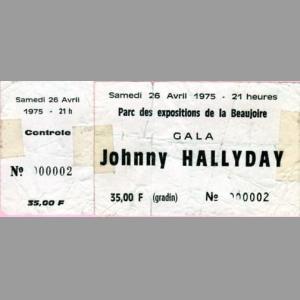 Samedi 26 Avril
1975 - 21 h
Controle
Nº 000002
35,00 F
Samedi 26 Avril 1975 - 21 heures
Parc des expositions de la Beaujoire
GALA
Johnny HALLYDAY
35,00 F (gradin) Nº 000002